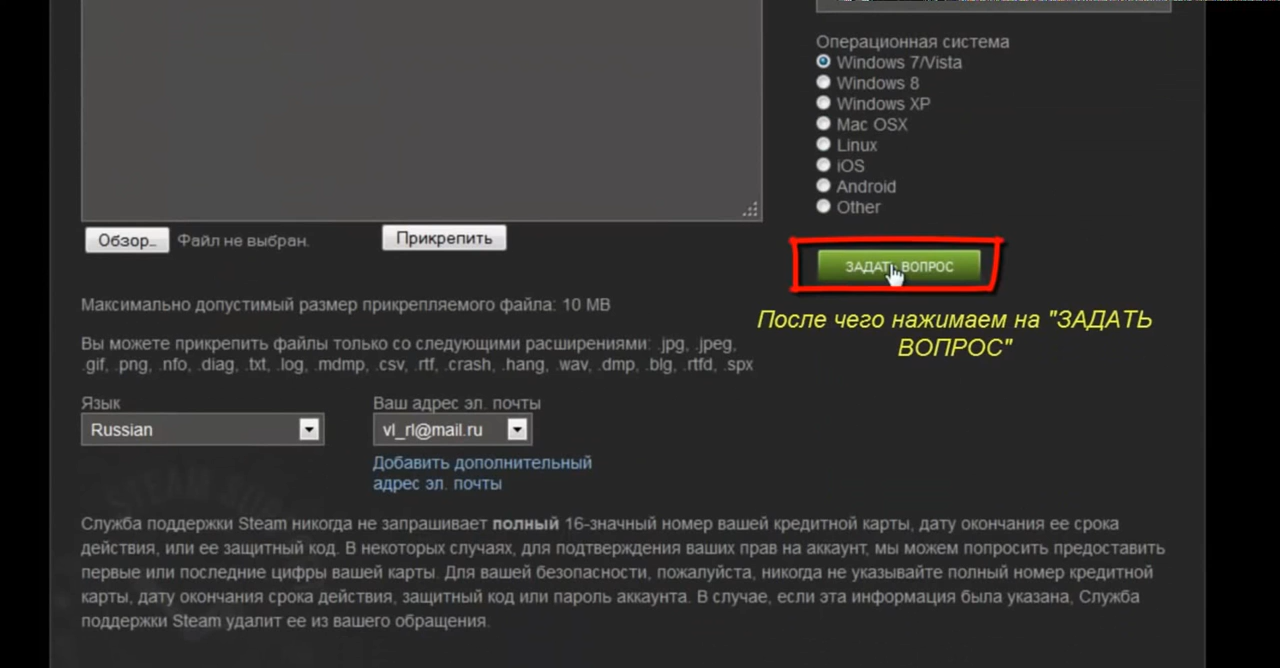 Операционная система
Windows 7/Vista
Windows 8
Windows XP
Mac OSX
Linux
iOS
Android
Other
Обзор... Файл не выбран.
Прикрепить
ЗАДАТЬ ВОПРОС
После чего нажимаем на "ЗАДАТЬ
ВОПРОС"
Максимально допустимый размер прикрепляемого файла: 10 MB
Вы можете прикрепить файлы только со следующими расширениями: .jpg, .jpeg,
.gif, .png, .nfo, .diag, .txt, .log, .mdmp, .csv, .rtf, .crash, .hang, .wav, .dmp, .blg, .rtfd, .spx
Язык
Russian
Ваш адрес эл. почты
vl_rl@mail.ru
Добавить дополнительный
адрес эл. почты
Служба поддержки Steam никогда не запрашивает полный 16-значный номер вашей кредитной карты, дату окончания ее срока
действия, или ее защитный код. В некоторых случаях, для подтверждения ваших прав на аккаунт, мы можем попросить предоставить
первые или последние цифры вашей карты. Для вашей безопасности, пожалуйста, никогда не указывайте полный номер кредитной
карты, дату окончания срока действия, защитный код или пароль аккаунта. В случае, если эта информация была указана, Служба
поддержки Steam удалит ее из вашего обращения.